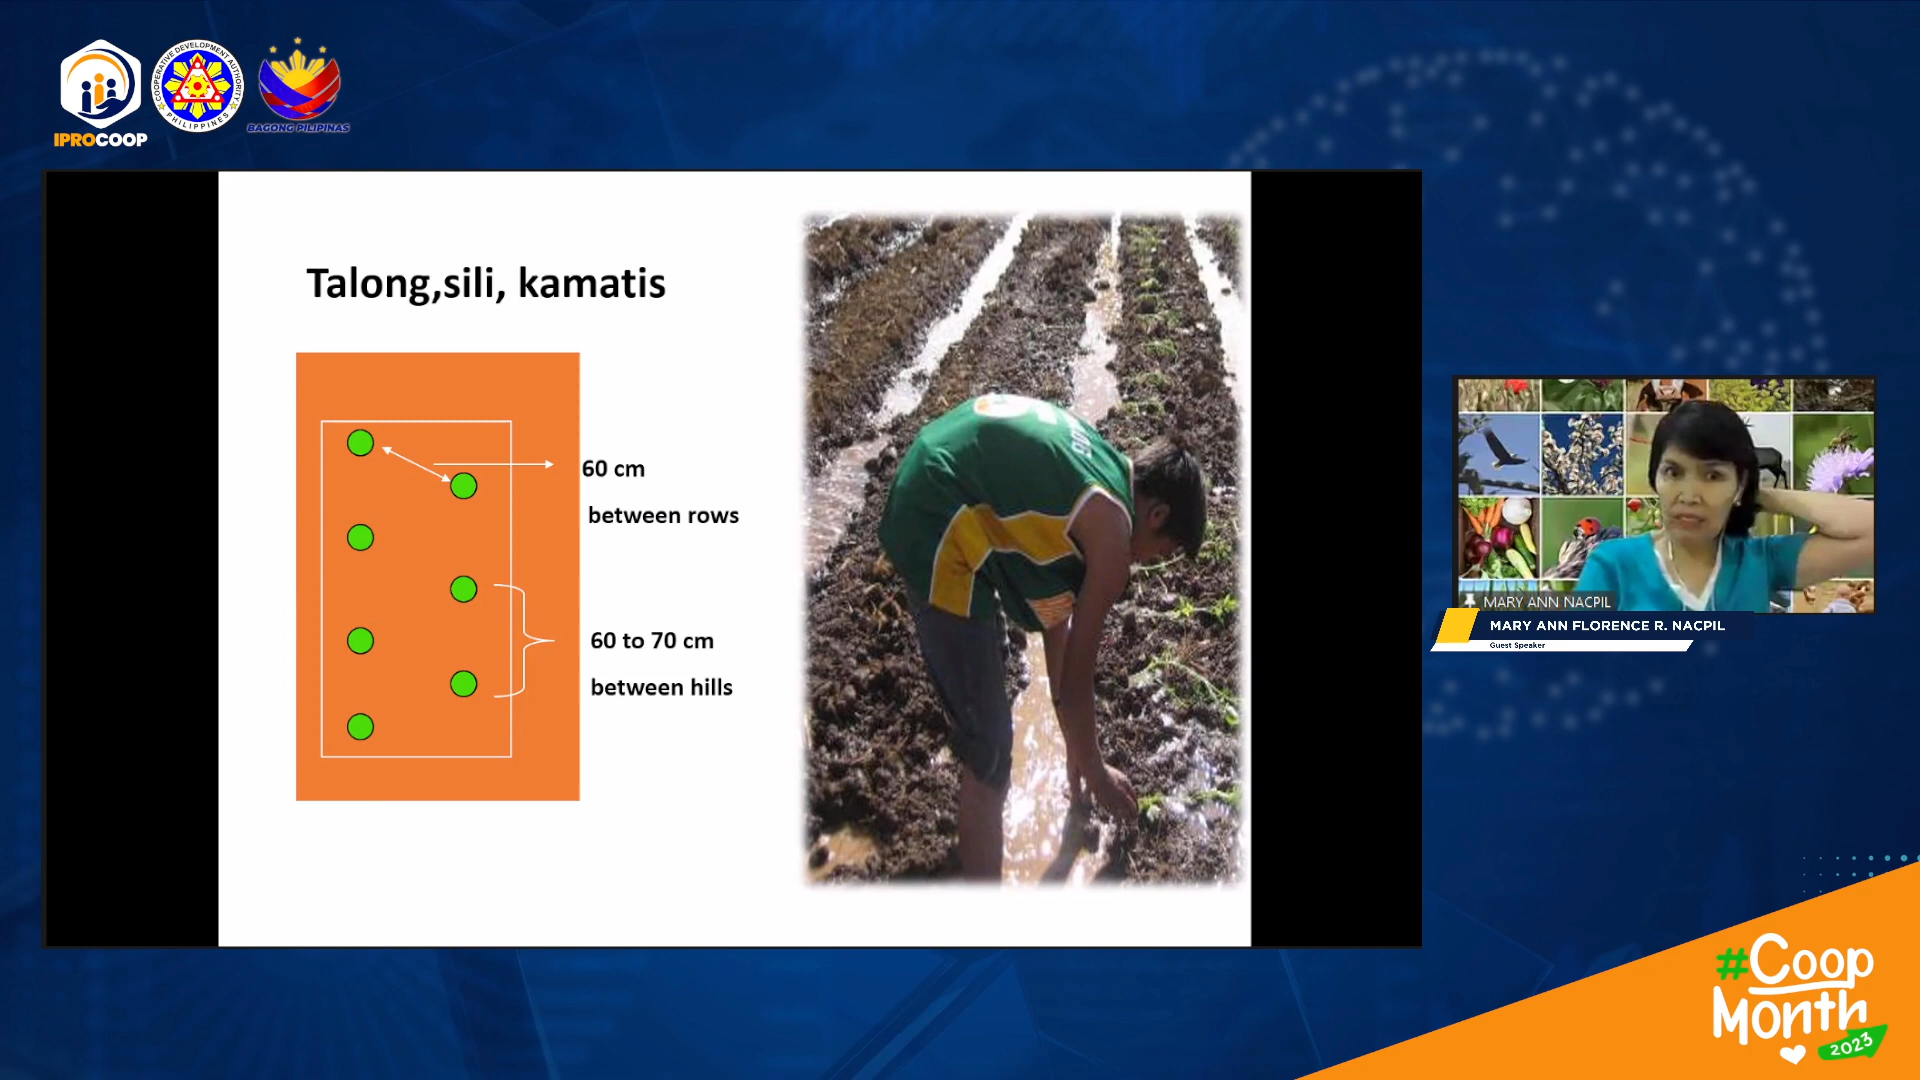 IPROCOOP
COOPERATIVE DEVELOPMENT AUTHORITY
PHILIPPINES
BAGONG PILIPINAS
Talong,sili, kamatis
60 cm
between rows
60 to 70 cm
between hills
MARY ANN NACPIL
MARY ANN FLORENCE R. NACPIL
Guest Speaker
#Coop
Month
2023